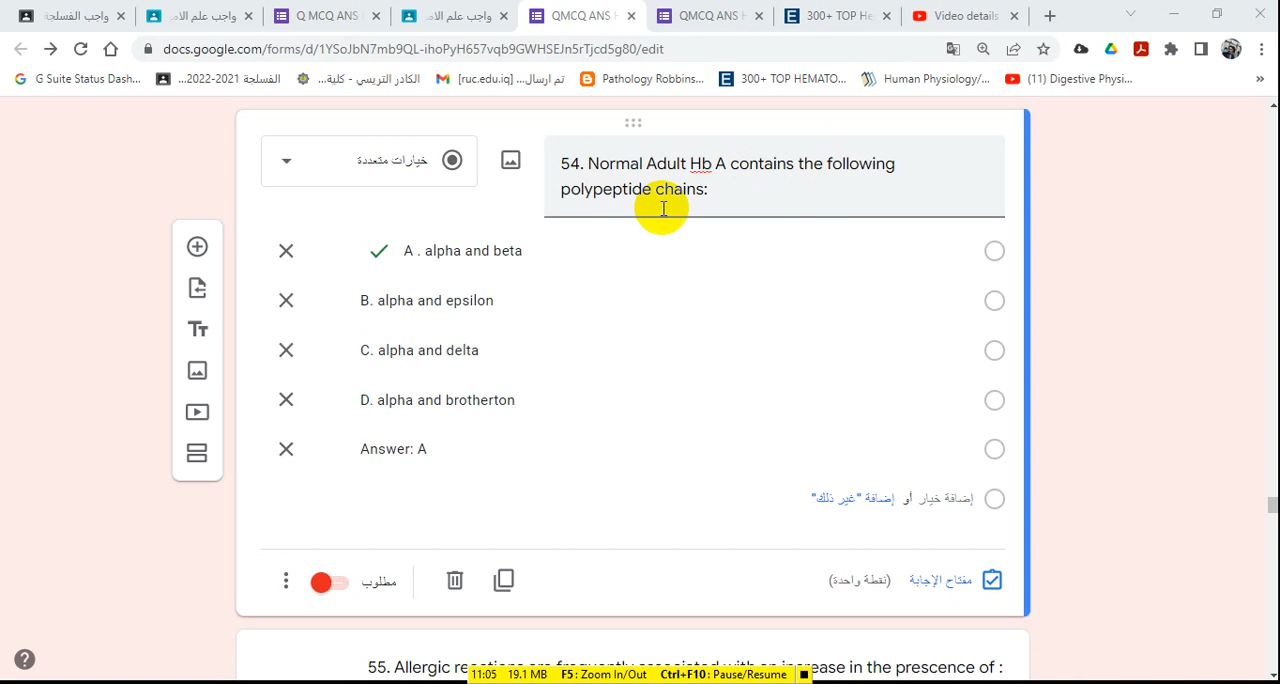 واجب الفسلجة
واجب علم الامر
Q MCQ ANS
واجب علم الامر
QMCQ ANS H
QMCQ ANS H
300+ TOP He
Video details
docs.google.com/forms/d/1YSoJbN7mb9QL-ihoPyH657vqb9GWHSEJn5rTjcd5g80/edit
G Suite Status Dash...
الفسلجة 2021-2022...
الكادر التريسي - كلية...
تم ارسال...[ruc.edu.iq]
Pathology Robbins...
300+ TOP HEMATO...
Human Physiology/...
(11) Digestive Physi...
»
خيارات متعددة
54. Normal Adult Hb A contains the following
polypeptide chains:
A . alpha and beta
B. alpha and epsilon
C. alpha and delta
D. alpha and brotherton
Answer: A
إضافة خيار أو إضافة "غير ذلك"
مطلوب
مفتاح الإجابة (نقطة واحدة)
55. Allergic reactions are frequently associated with an increase in the prescence of :
11:05 19.1 MB F5: Zoom In/Out Ctrl+F10: Pause/Resume